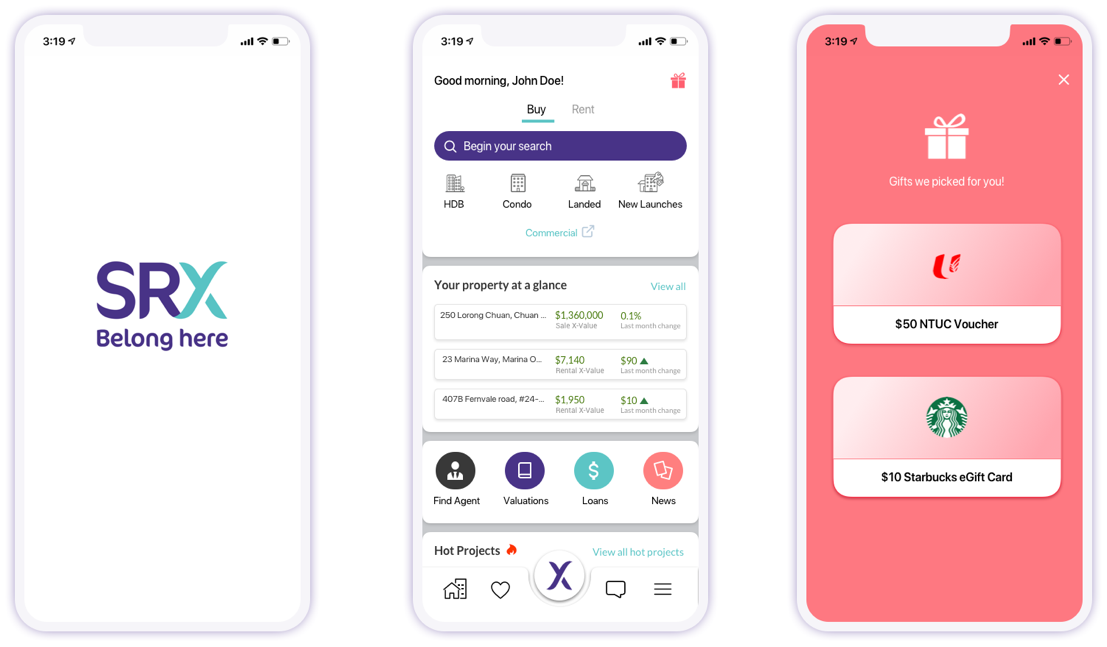 3:19
SRX
Belong here
3:19
Good morning, John Doe!
Buy Rent
Begin your search
HDB Condo Landed New Launches
Commercial
Your property at a glance View all
250 Lorong Chuan, Chuan ... $1,360,000 0.1%
Sale X-Value Last month change
23 Marina Way, Marina O... $7,140 $90
Rental X-Value Last month change
407B Fernvale road, #24-... $1,950 $10
Rental X-Value Last month change
Find Agent Valuations Loans News
Hot Projects View all hot projects
X
3:19
Gifts we picked for you!
$50 NTUC Voucher
$10 Starbucks eGift Card